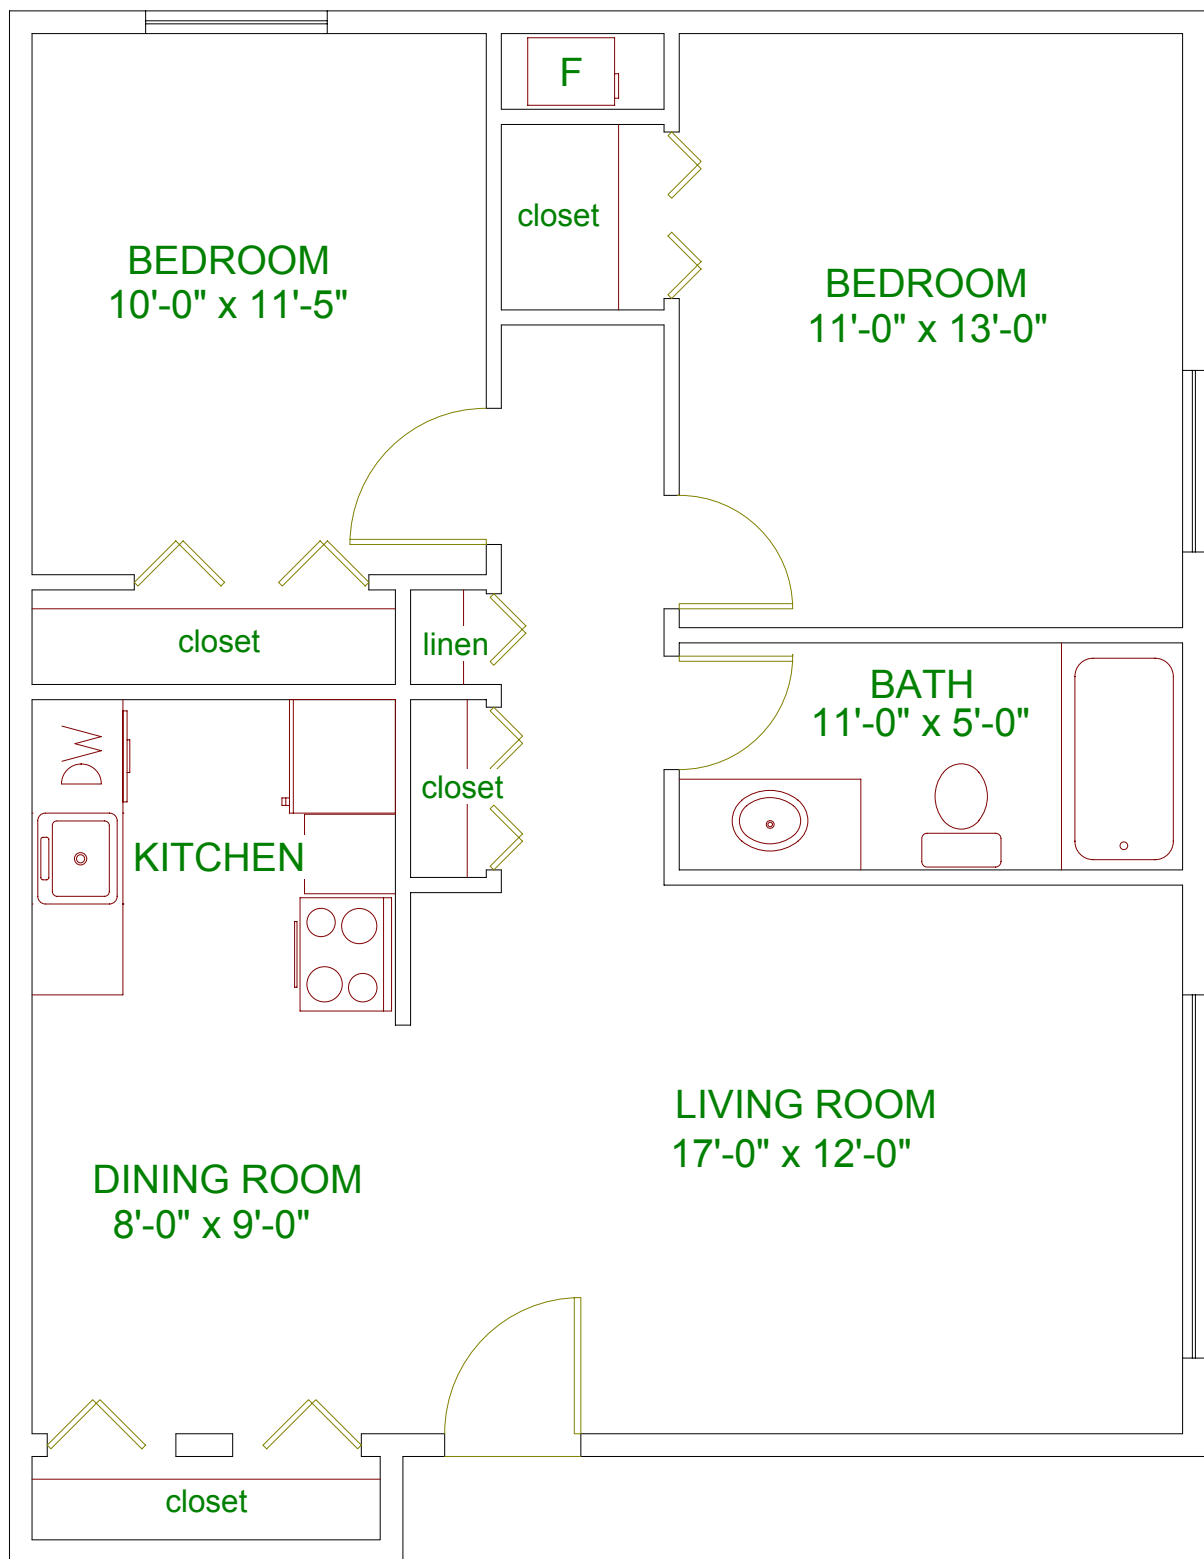 F
closet
BEDROOM
10'-0" x 11'-5"
BEDROOM
11'-0" x 13'-0"
closet
linen
BATH
11'-0" x 5'-0"
DW
closet
KITCHEN
LIVING ROOM
17'-0" x 12'-0"
DINING ROOM
8'-0" x 9'-0"
closet